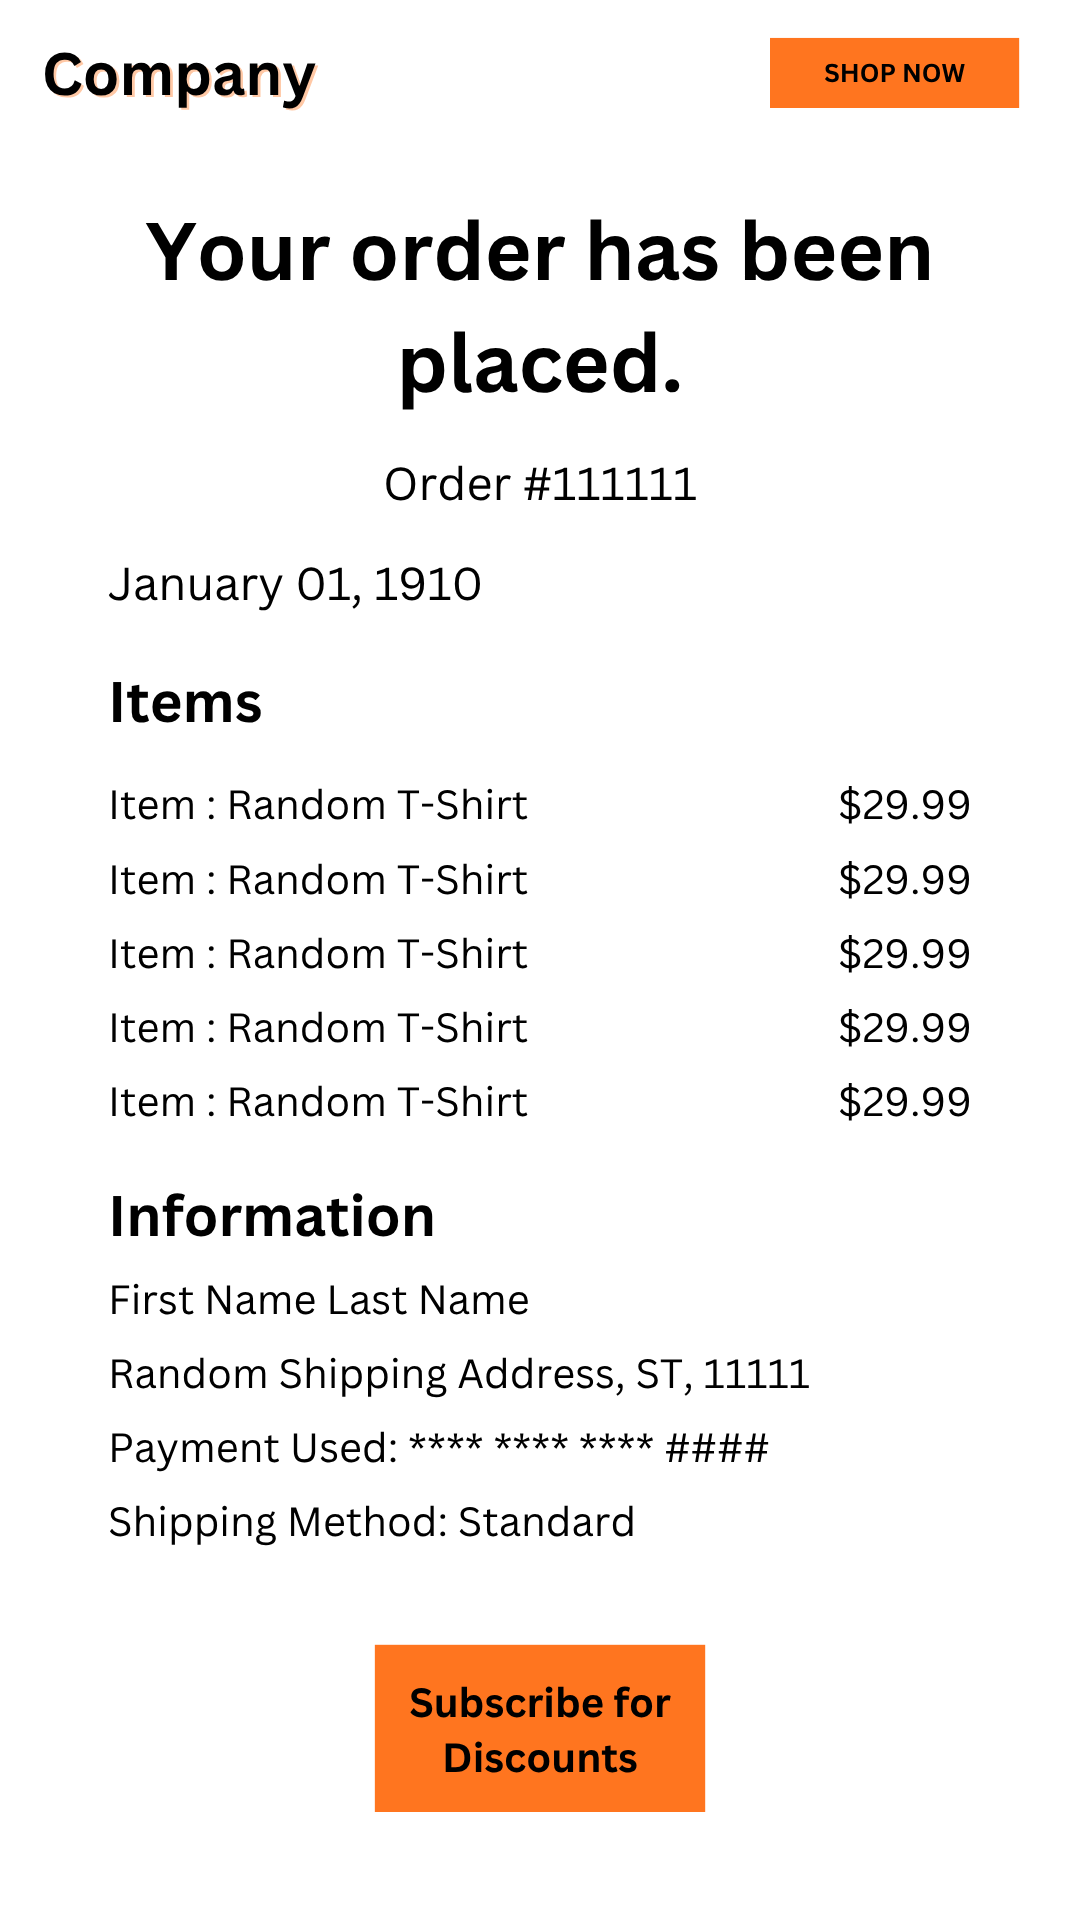 Company
SHOP NOW
Your order has been
placed.
Order #111111
January 01, 1910
Items
Item : Random T-Shirt $29.99
Item : Random T-Shirt $29.99
Item : Random T-Shirt $29.99
Item : Random T-Shirt $29.99
Item : Random T-Shirt $29.99
Information
First Name Last Name
Random Shipping Address, ST, 11111
Payment Used: **** **** **** ####
Shipping Method: Standard
Subscribe for
Discounts